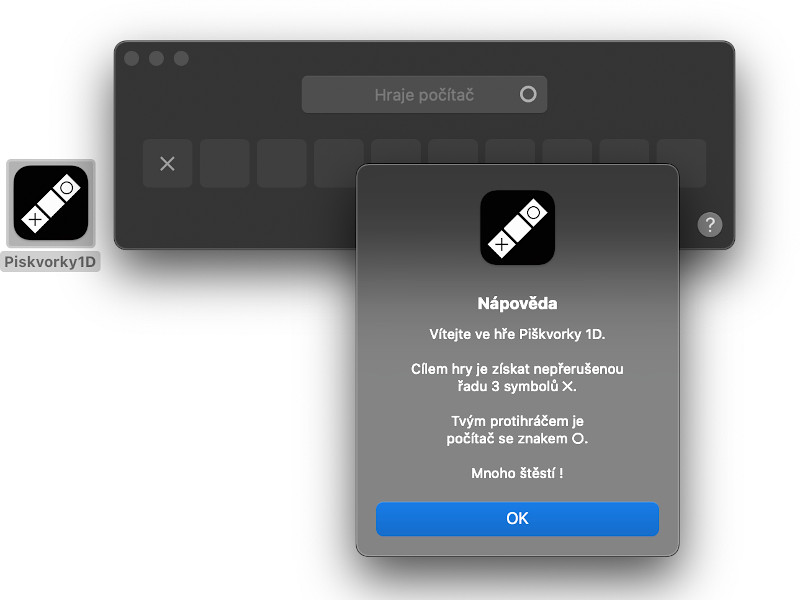 Hraje počítač
?
Piskvorky1D
Nápověda
Vítejte ve hře Piškvorky 1D.
Cílem hry je získat nepřerušenou
řadu 3 symbolů ✕.
Tvým protihráčem je
počítač se znakem ○.
Mnoho štěstí !
OK